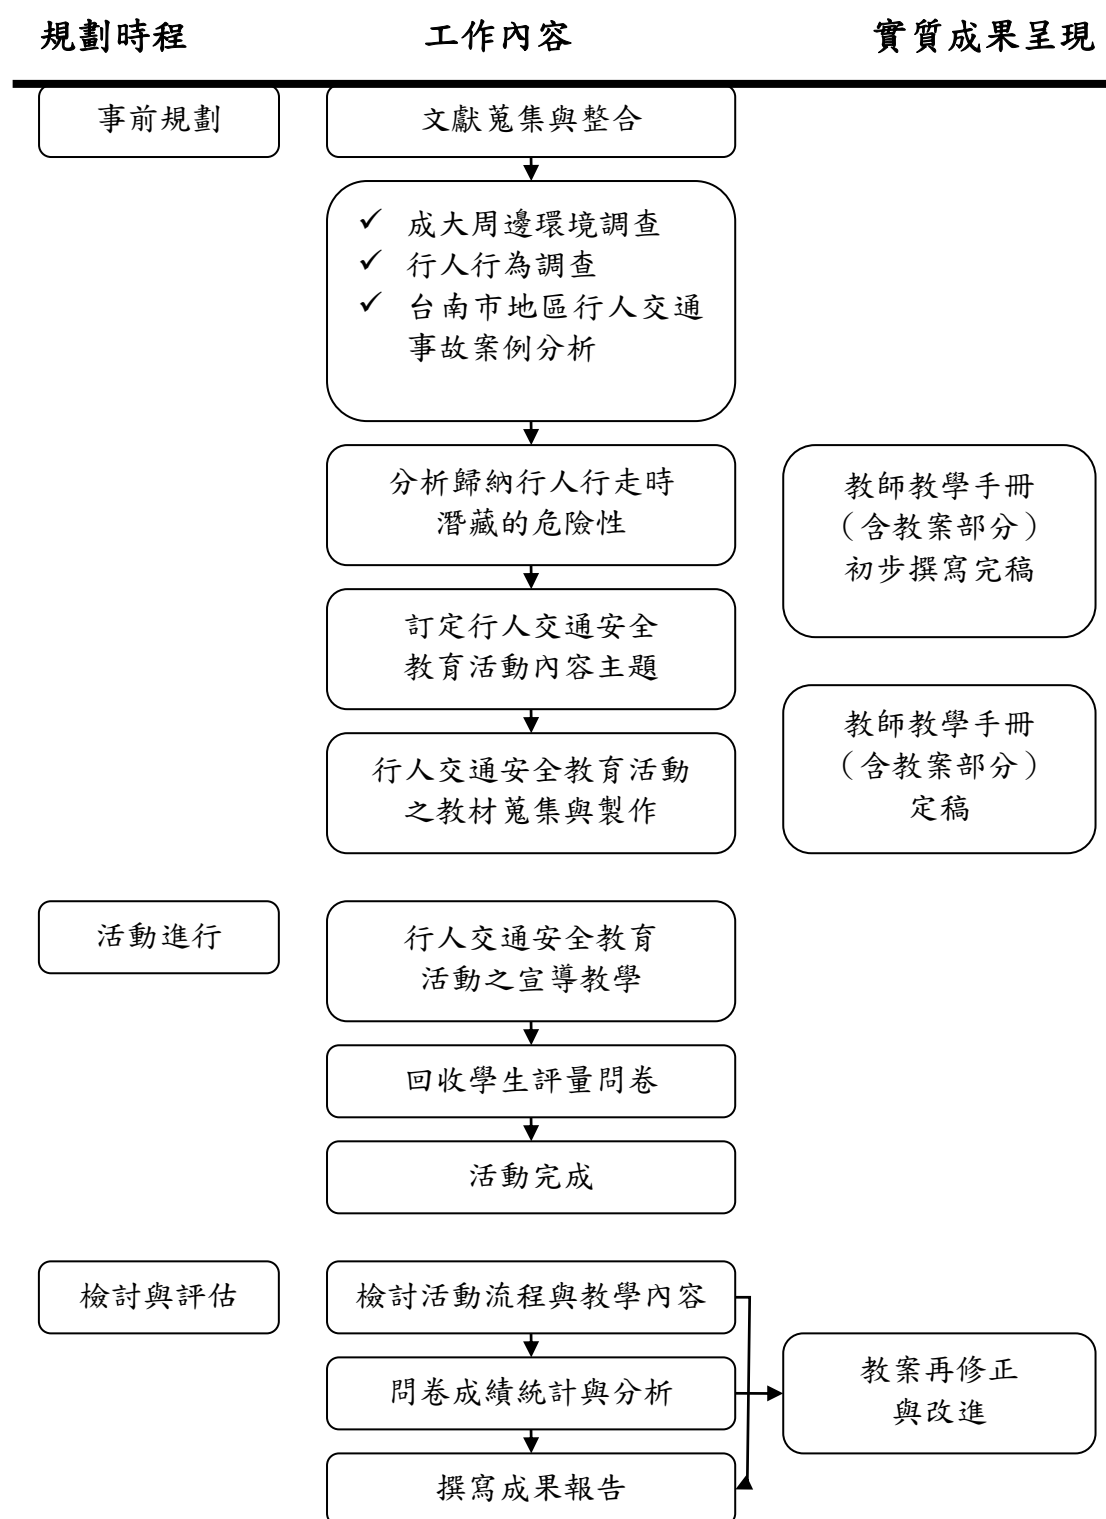 規劃時程 工作內容 實質成果呈現
事前規劃
文獻蒐集與整合
✓ 成大周邊環境調查
✓ 行人行為調查
✓ 台南市地區行人交通
事故案例分析
分析歸納行人行走時
潛藏的危險性
教師教學手冊
（含教案部分）
初步撰寫完稿
訂定行人交通安全
教育活動內容主題
行人交通安全教育活動
之教材蒐集與製作
教師教學手冊
（含教案部分）
定稿
活動進行
行人交通安全教育
活動之宣導教學
回收學生評量問卷
活動完成
檢討與評估
檢討活動流程與教學內容
問卷成績統計與分析
教案再修正
與改進
撰寫成果報告